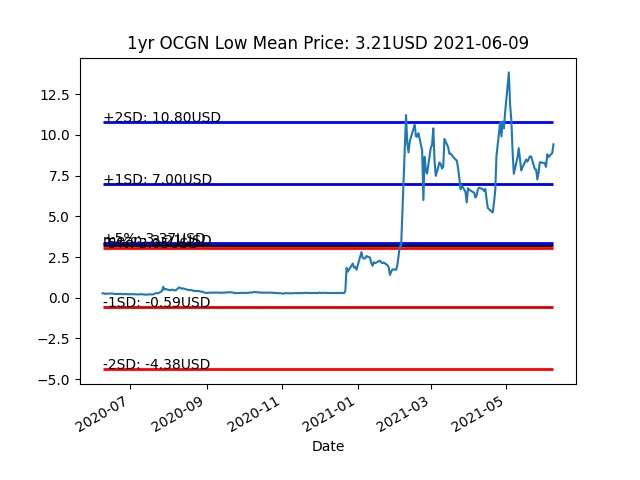 1yr OCGN Low Mean Price: 3.21USD 2021-06-09
12.5
+2SD: 10.80USD
10.0
7.5
+1SD: 7.00USD
5.0
+5%: 3.37USD
2.5
0.0
-1SD: -0.59USD
−2.5
-2SD: -4.38USD
−5.0
2020-07
2020-09
2020-11
2021-01
2021-03
2021-05
Date